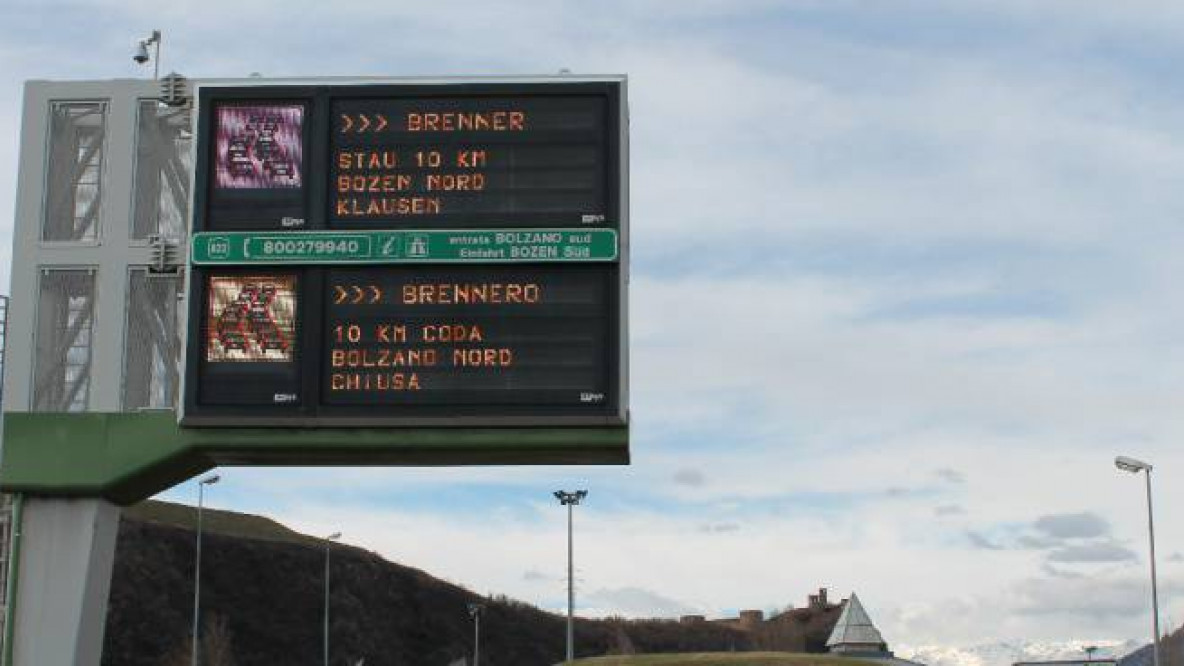 >>> BRENNER
STAU 10 KM
BOZEN NORD
KLAUSEN
A22 800279940 entrata BOLZANO sud
Einfahrt BOZEN Süd
>>> BRENNERO
10 KM CODA
BOLZANO NORD
CHIUSA